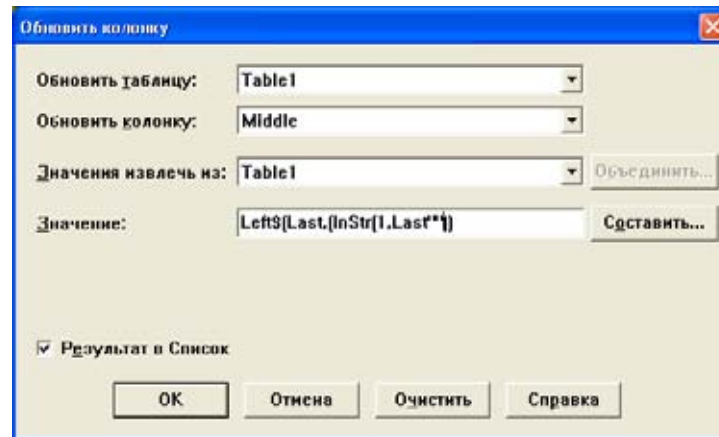 Обновить колонку
Обновить таблицу: Table1
Обновить колонку: Middle
Значения извлечь из: Table1 Объединить...
Значение: Left$(Last,(InStr(1,Last Составить...
Результат в Список
OK Отмена Очистить Справка